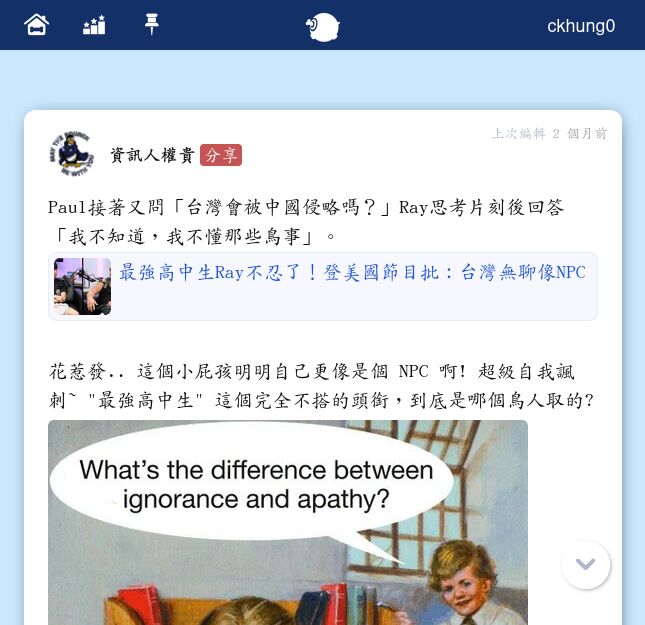 ckhung0
上次編輯 2 個月前
MAY THE SOURCE
BE WITH YOU
資訊人權貴 分享
Paul接著又問「台灣會被中國侵略嗎？」Ray思考片刻後回答
「我不知道，我不懂那些鳥事」。
最強高中生Ray不忍了！登美國節目批：台灣無聊像NPC
花惹發.. 這個小屁孩明明自己更像是個 NPC 啊! 超級自我諷
刺~ "最強高中生" 這個完全不搭的頭銜，到底是哪個鳥人取的?
What's the difference between
ignorance and apathy?